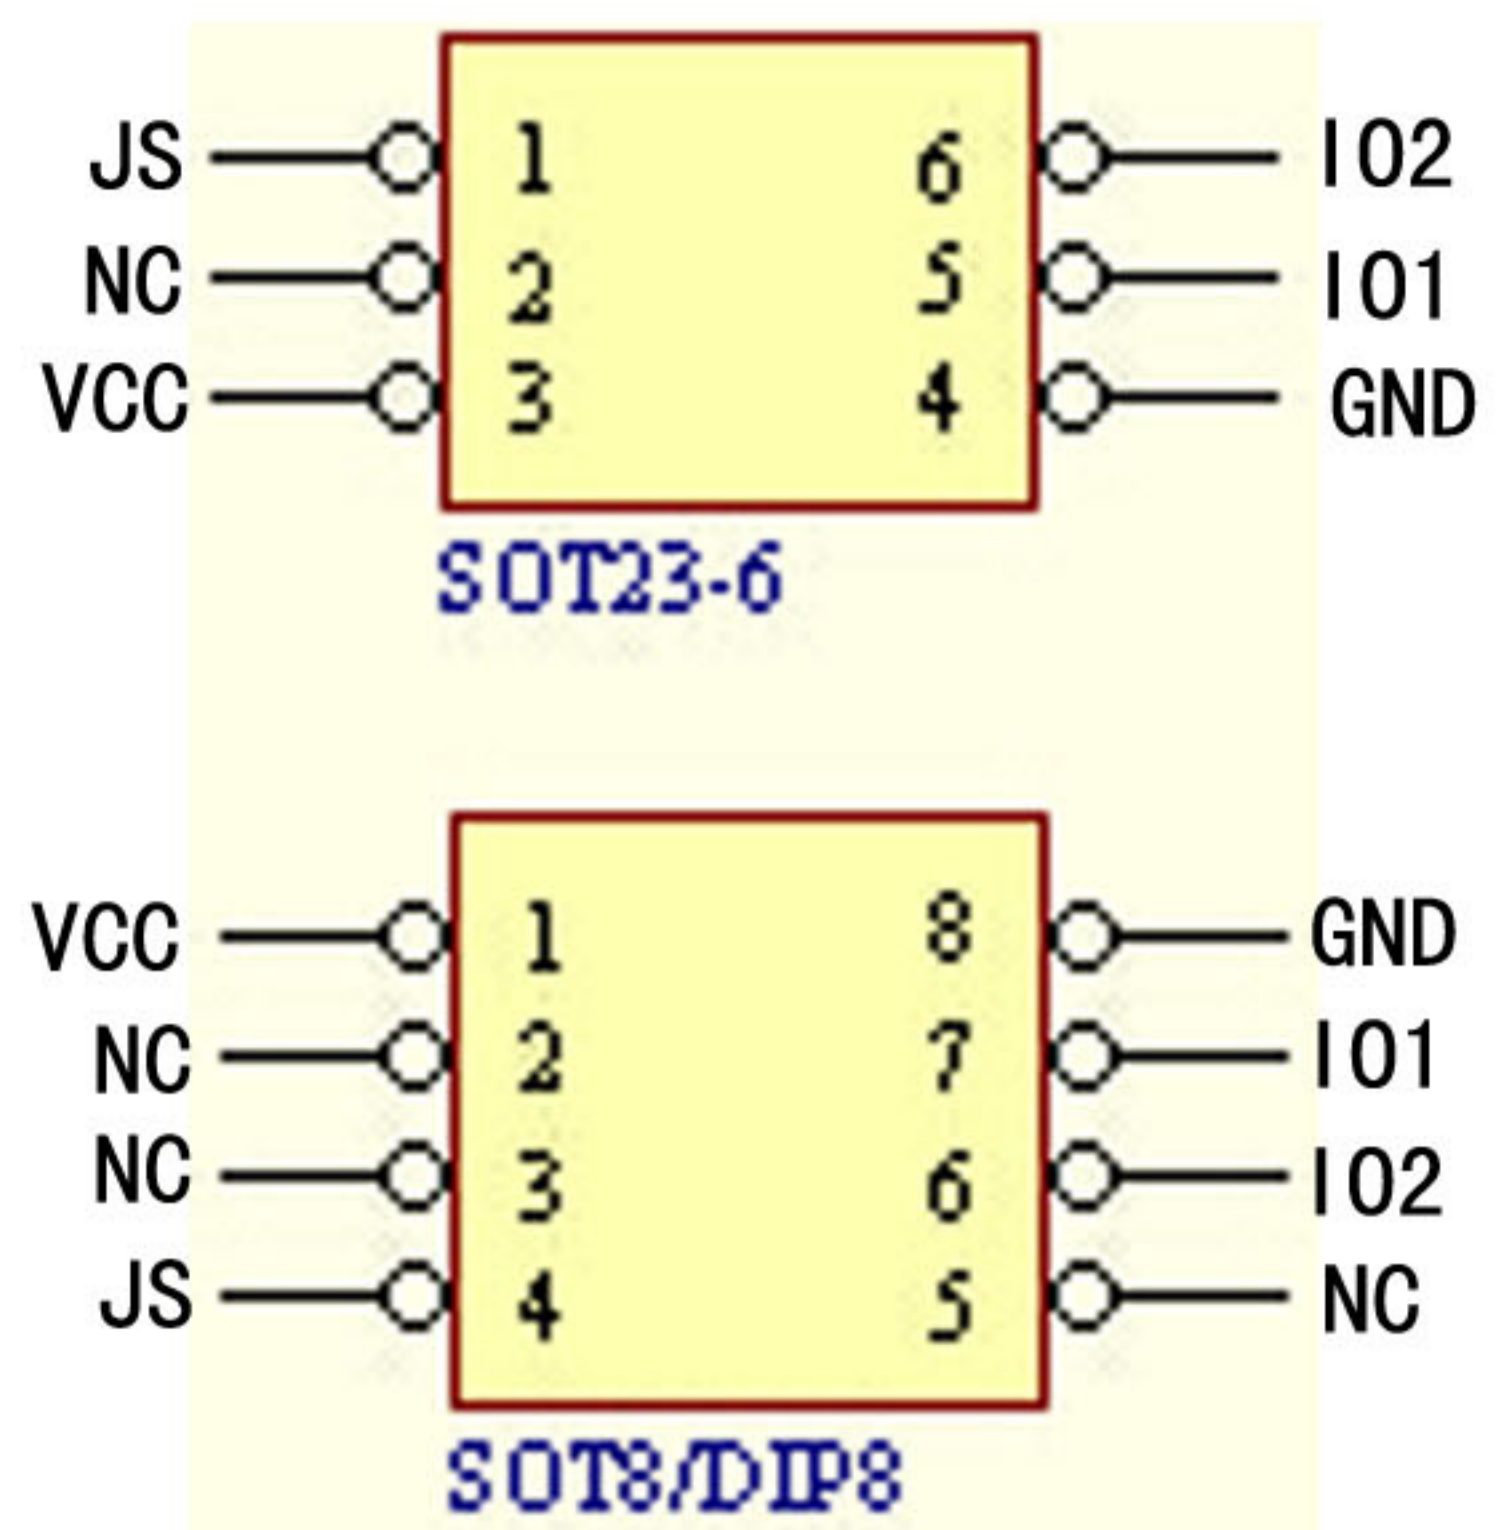 JS 1 6 IO2
NC 2 5 IO1
VCC 3 4 GND
SOT23-6
VCC 1 8 GND
NC 2 7 IO1
NC 3 6 IO2
JS 4 5 NC
SOT8/DIP8